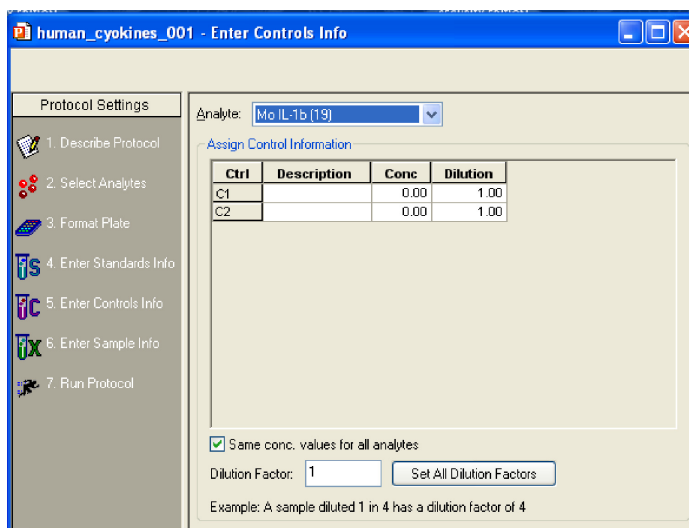 human_cyokines_001 - Enter Controls Info
Protocol Settings
1. Describe Protocol
2. Select Analytes
3. Format Plate
4. Enter Standards Info
5. Enter Controls Info
6. Enter Sample Info
7. Run Protocol
Analyte: Mo IL-1b (19)
Assign Control Information
Ctrl Description Conc Dilution
C1 0.00 1.00
C2 0.00 1.00
Same conc. values for all analytes
Dilution Factor: 1 Set All Dilution Factors
Example: A sample diluted 1 in 4 has a dilution factor of 4